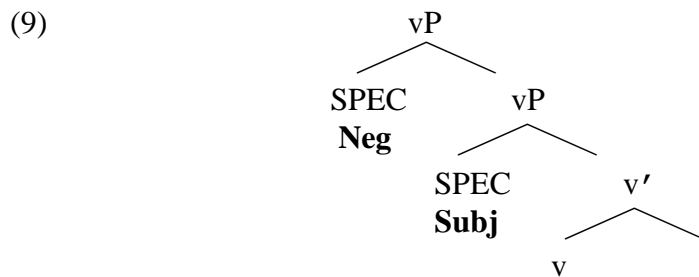 (9) vP
SPEC vP
Neg
SPEC v′
Subj
v